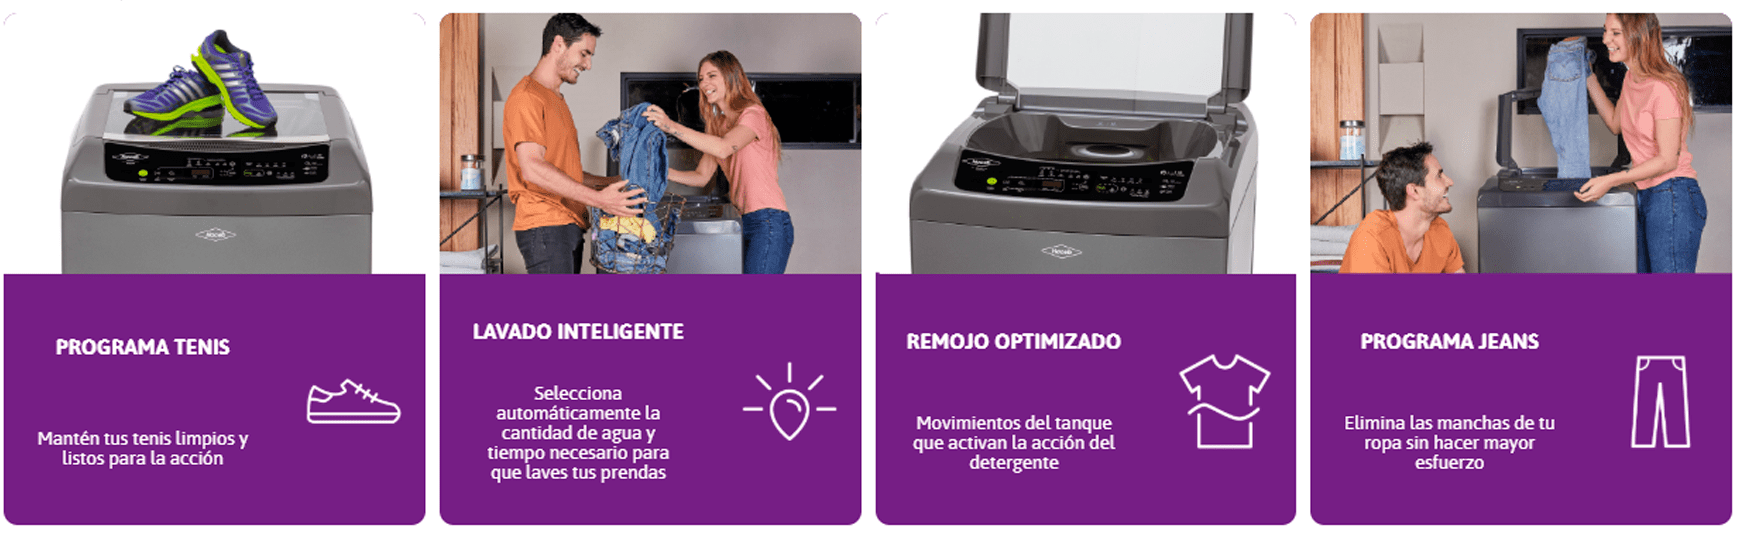 PROGRAMA TENIS
Mantén tus tenis limpios y
listos para la acción
LAVADO INTELIGENTE
Selecciona
automáticamente la
cantidad de agua y
tiempo necesario para
que laves tus prendas
REMOJO OPTIMIZADO
Movimientos del tanque
que activan la acción del
detergente
PROGRAMA JEANS
Elimina las manchas de tu
ropa sin hacer mayor
esfuerzo